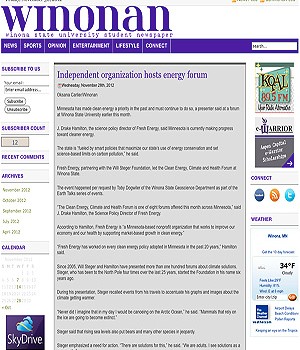 winonan
winona state university student newspaper
NEWS SPORTS OPINION ENTERTAINMENT LIFESTYLE CONNECT CONTACT
SUBSCRIBE TO US
Subscribe
Unsubscribe
SUBSCRIBER COUNT
12
RECENT COMMENTS
ARCHIVES
November 2012
October 2012
September 2012
July 2012
April 2012
CALENDAR
SkyDrive
Independent organization hosts energy forum
Wednesday, November 28th, 2012
Oksana Cartier/Winonan
Minnesota has made clean energy a priority in the past and must continue to do so, a presenter said at a forum
at Winona State University earlier this month.
J. Drake Hamilton, the science policy director of Fresh Energy, said Minnesota is currently making progress
toward cleaner energy.
The state is "fueled by smart policies that maximize our state's use of energy conservation and set
science-based limits on carbon pollution," he said.
Fresh Energy, partnering with the Will Steger Foundation, led the Clean Energy, Climate and Health Forum at
Winona State.
The event happened per request by Toby Dogwiler of the Winona State Geoscience Department as part of the
Earth Talks series of events.
"The Clean Energy, Climate and Health Forum is one of eight forums offered this month across Minnesota," said
J. Drake Hamilton, the Science Policy Director of Fresh Energy.
According to Hamilton, Fresh Energy is "a Minnesota-based nonprofit organization that works to improve our
economy and our health by supporting market-based growth in clean energy."
"Fresh Energy has worked on every clean energy policy adopted in Minnesota in the past 20 years," Hamilton
said.
Since 2005, Will Steger and Hamilton have presented more than one hundred forums about climate solutions.
Steger, who has been to the North Pole four times over the last 25 years, started the Foundation in his name six
years ago.
During his presentation, Steger recalled events from his travels to accentuate his graphs and images about the
climate getting warmer.
"Never did I imagine that in my day I would be canoeing on the Arctic Ocean," he said. "Mammals that rely on
the ice are going to become extinct."
Steger said that rising sea levels also put bears and many other species in jeopardy.
Steger emphasized a need for action. "There are solutions for this," he said. "We are adults, I see solutions as a
KQAL
89.5 FM
Your Radio Alternative
e-WARRIOR
CONNECT
WEATHER
Winona, MN
34°F